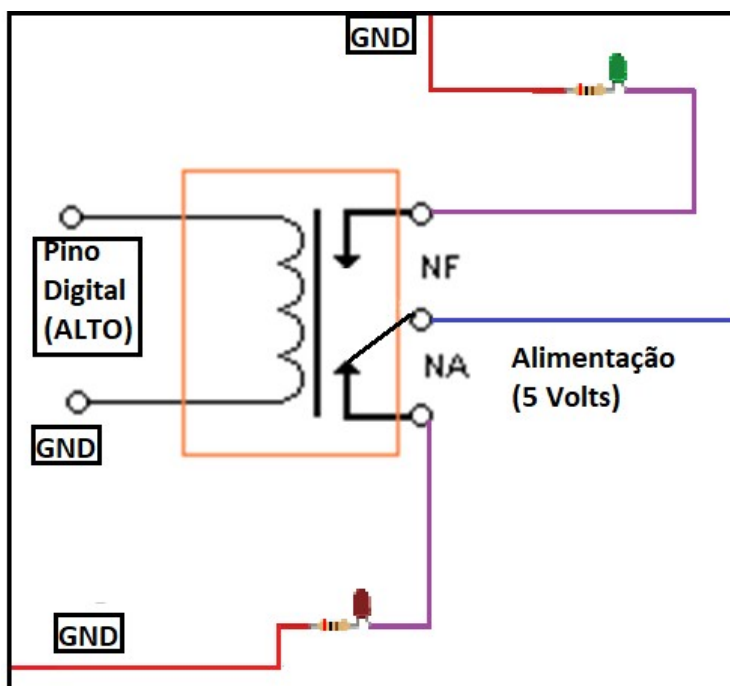 GND
Pino
Digital
(ALTO)
NF
NA
Alimentação
(5 Volts)
GND
GND